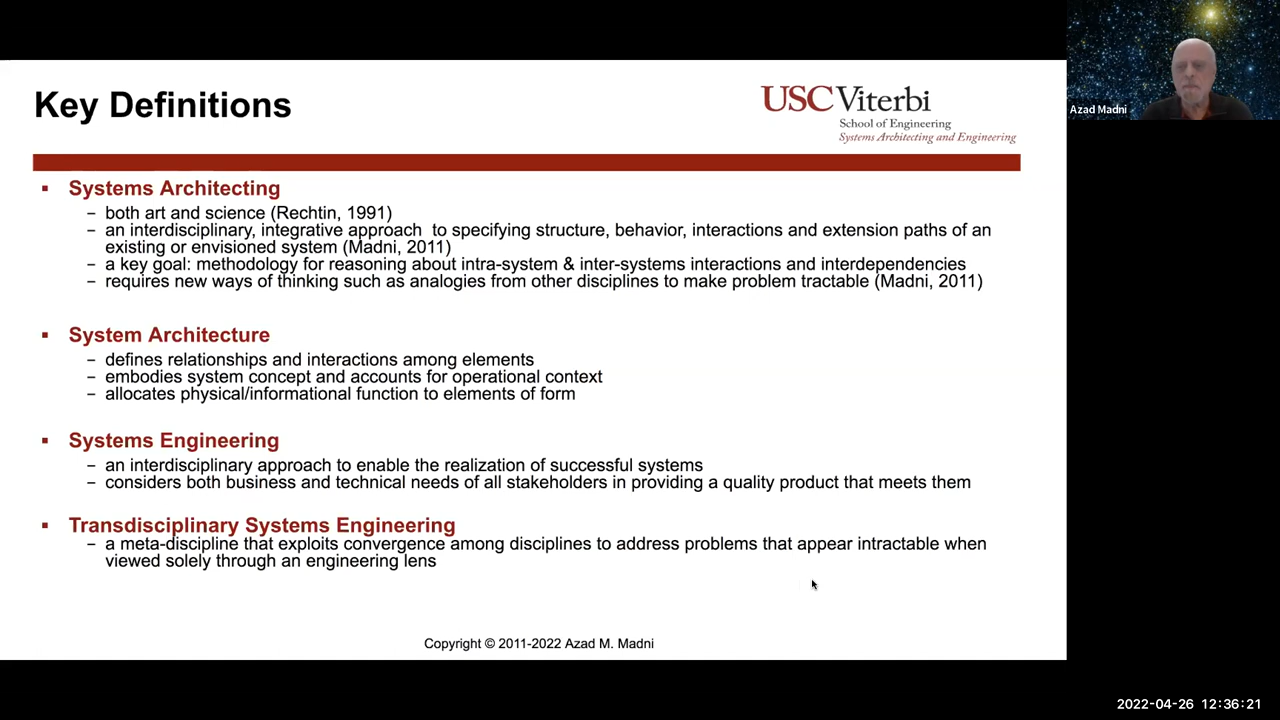 Key Definitions
USC Viterbi
School of Engineering
Systems Architecting and Engineering
Azad Madni
▪ Systems Architecting
– both art and science (Rechtin, 1991)
– an interdisciplinary, integrative approach to specifying structure, behavior, interactions and extension paths of an
existing or envisioned system (Madni, 2011)
– a key goal: methodology for reasoning about intra-system & inter-systems interactions and interdependencies
– requires new ways of thinking such as analogies from other disciplines to make problem tractable (Madni, 2011)
▪ System Architecture
– defines relationships and interactions among elements
– embodies system concept and accounts for operational context
– allocates physical/informational function to elements of form
▪ Systems Engineering
– an interdisciplinary approach to enable the realization of successful systems
– considers both business and technical needs of all stakeholders in providing a quality product that meets them
▪ Transdisciplinary Systems Engineering
– a meta-discipline that exploits convergence among disciplines to address problems that appear intractable when
viewed solely through an engineering lens
Copyright © 2011-2022 Azad M. Madni
2022-04-26 12:36:21